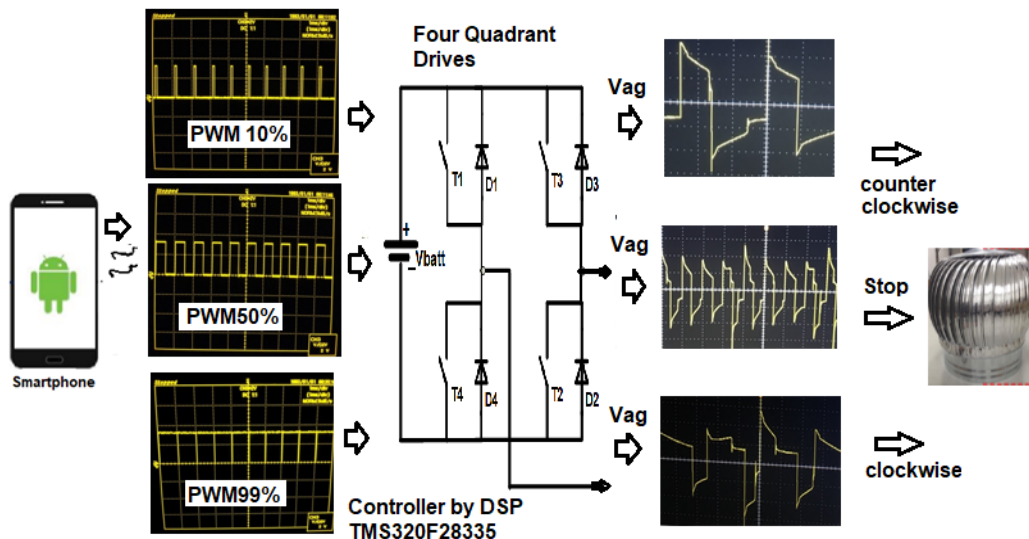 Four Quadrant
Drives
PWM 10%
T1
D1
T3
D3
Vag
counter
clockwise
+
_Vbatt
PWM50%
Vag
Stop
Smartphone
T4
D4
T2
D2
PWM99%
Vag
clockwise
Controller by DSP
TMS320F28335